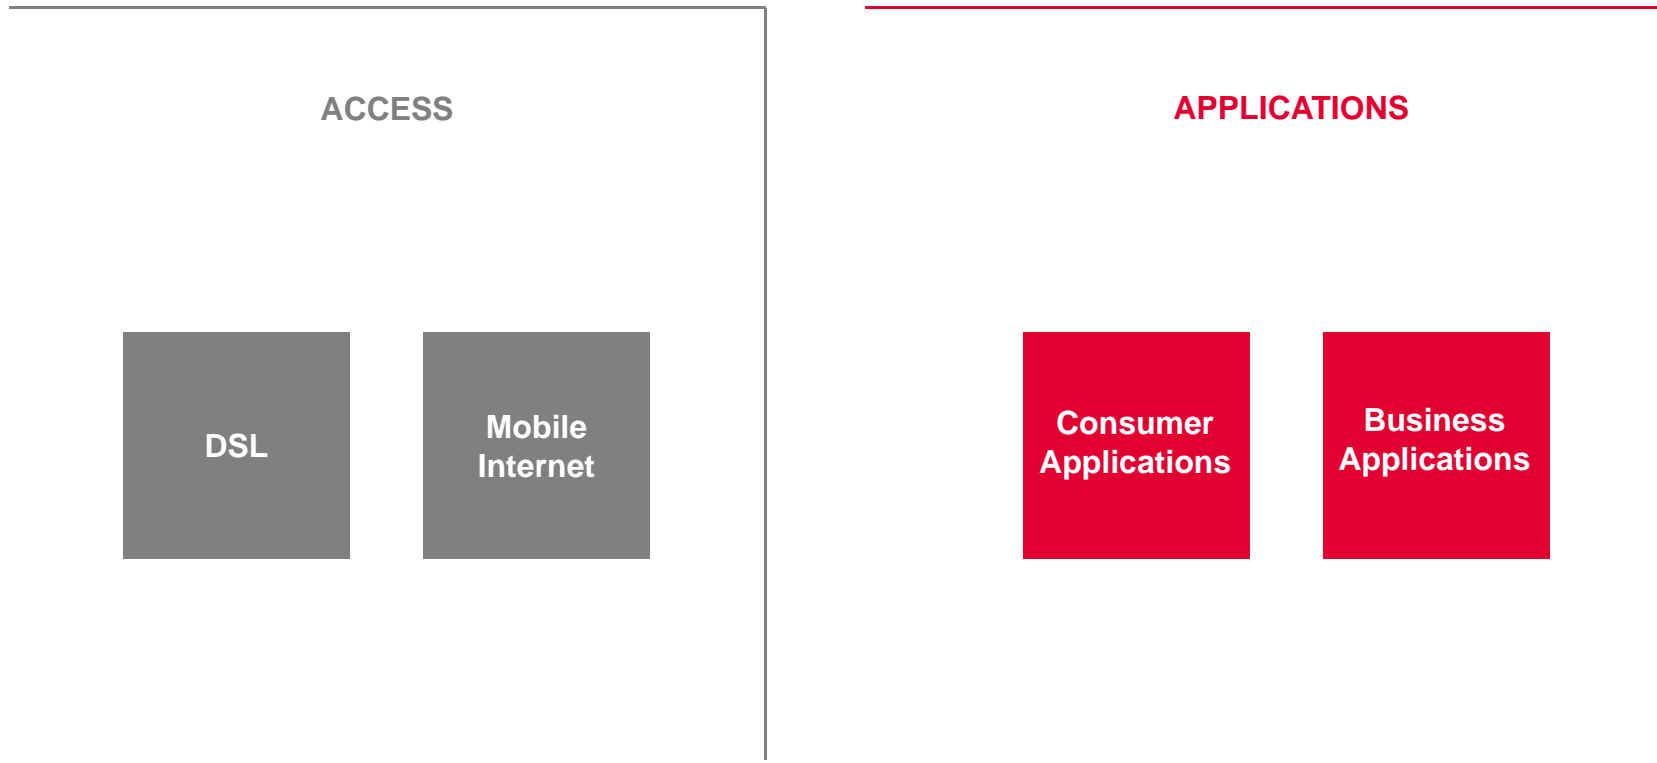 ACCESS
APPLICATIONS
DSL
Mobile
Internet
Consumer
Applications
Business
Applications